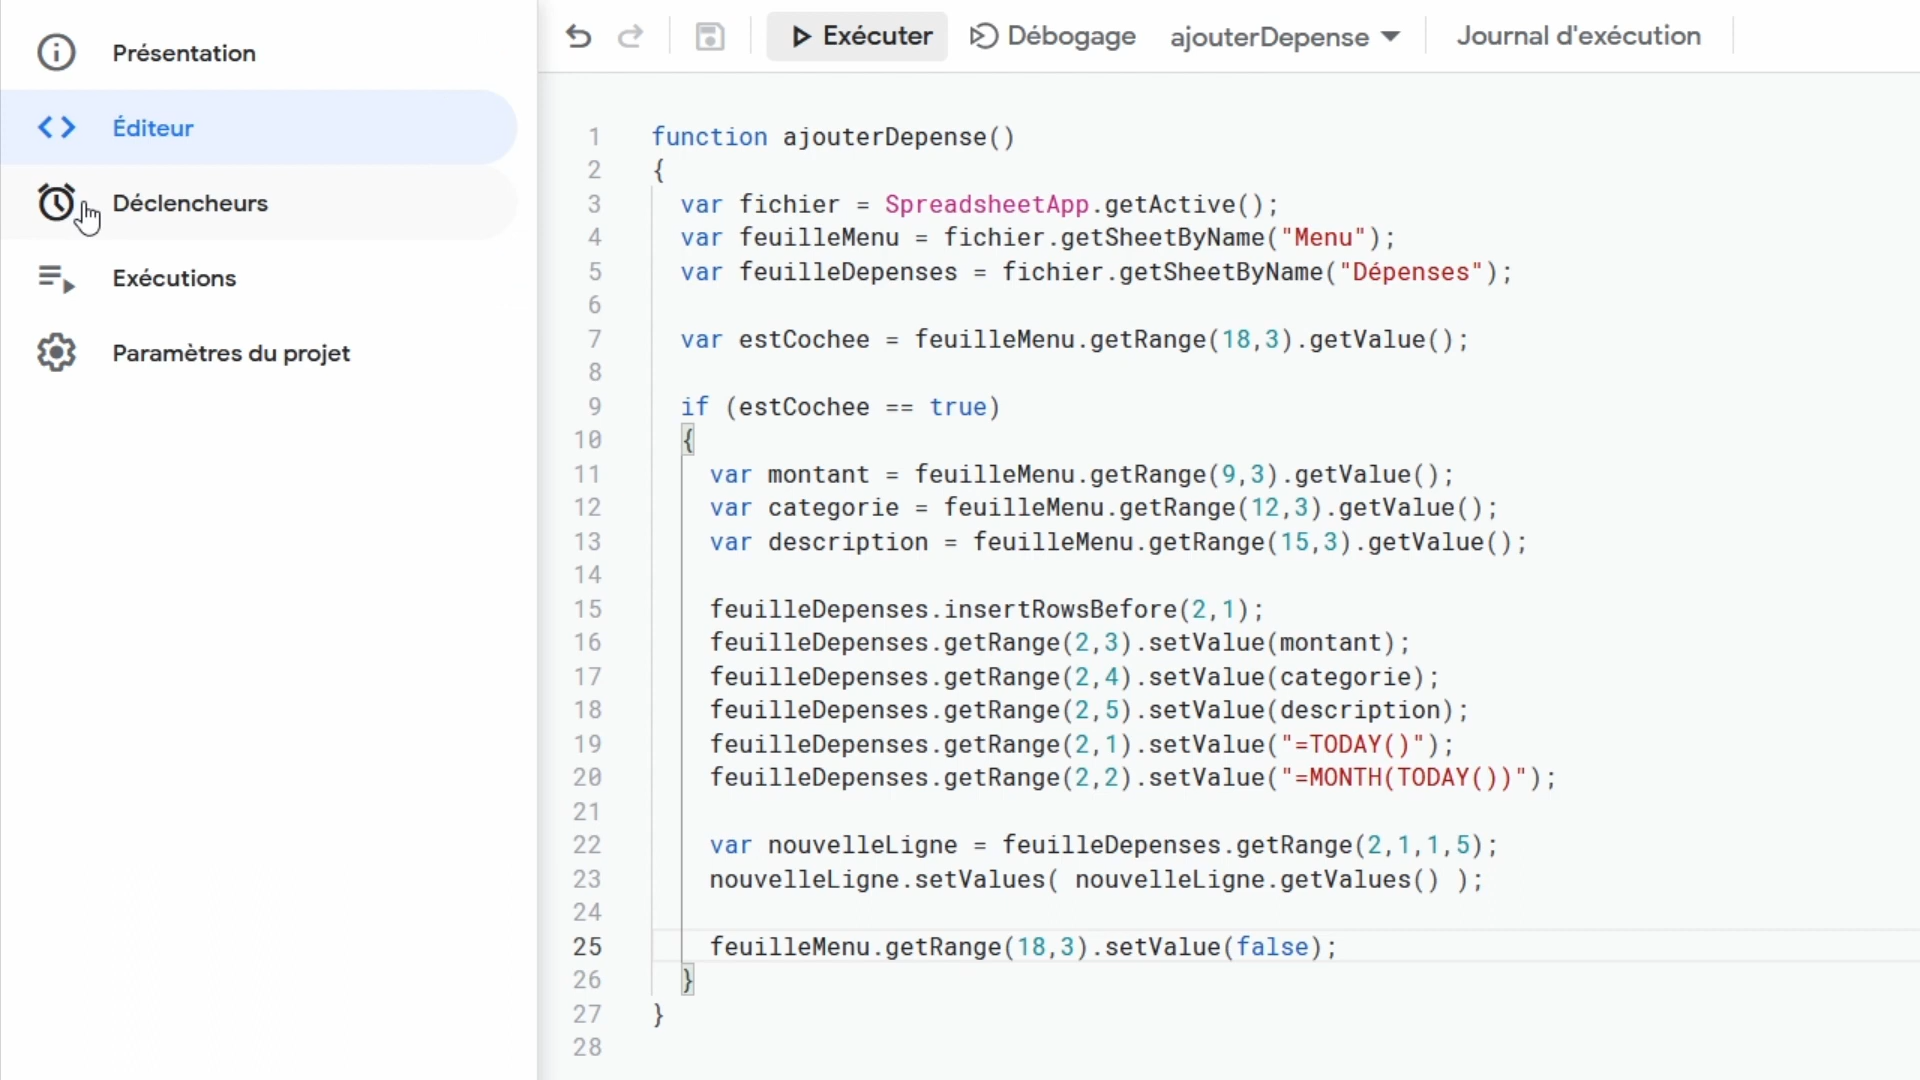 Présentation
Éditeur
Déclencheurs
Exécutions
Paramètres du projet
Exécuter Débogage ajouterDepense Journal d'exécution
1 function ajouterDepense()
2 {
3 var fichier = SpreadsheetApp.getActive();
4 var feuilleMenu = fichier.getSheetByName("Menu");
5 var feuilleDepenses = fichier.getSheetByName("Dépenses");
6
7 var estCochee = feuilleMenu.getRange(18,3).getValue();
8
9 if (estCochee == true)
10 {
11 var montant = feuilleMenu.getRange(9,3).getValue();
12 var categorie = feuilleMenu.getRange(12,3).getValue();
13 var description = feuilleMenu.getRange(15,3).getValue();
14
15 feuilleDepenses.insertRowsBefore(2,1);
16 feuilleDepenses.getRange(2,3).setValue(montant);
17 feuilleDepenses.getRange(2,4).setValue(categorie);
18 feuilleDepenses.getRange(2,5).setValue(description);
19 feuilleDepenses.getRange(2,1).setValue("=TODAY()");
20 feuilleDepenses.getRange(2,2).setValue("=MONTH(TODAY())");
21
22 var nouvelleLigne = feuilleDepenses.getRange(2,1,1,5);
23 nouvelleLigne.setValues( nouvelleLigne.getValues() );
24
25 feuilleMenu.getRange(18,3).setValue(false);
26 }
27 }
28